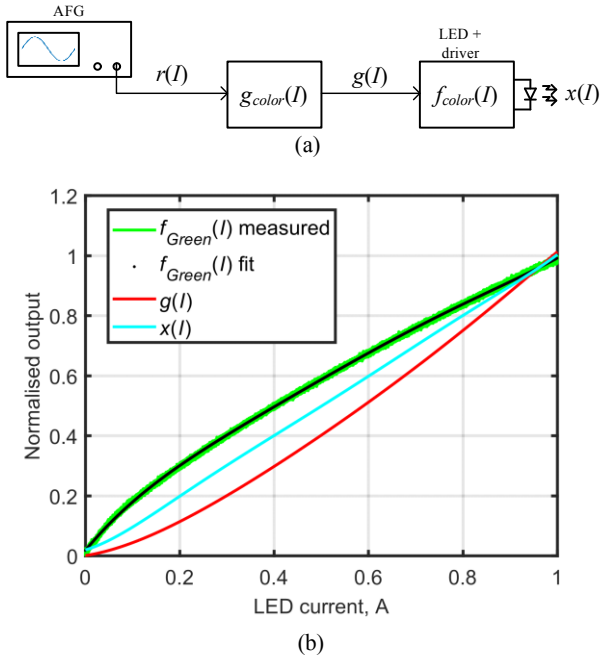 AFG
r(I)
g_color(I)
g(I)
LED +
driver
f_color(I)
x(I)
(a)
1.2
1
0.8
0.6
0.4
0.2
0
Normalised output
f_Green(I) measured
f_Green(I) fit
g(I)
x(I)
0 0.2 0.4 0.6 0.8 1
LED current, A
(b)